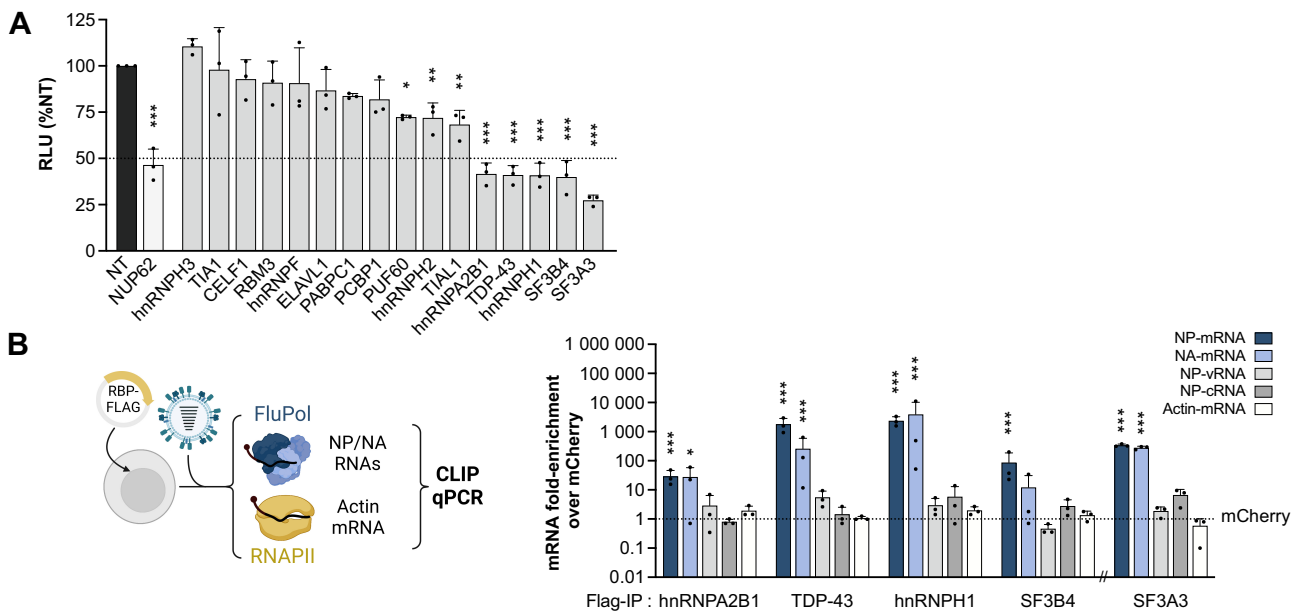 A
RLU (%NT)
125
100
75
50
25
0
***
*
**
**
***
***
***
***
***
NT
NUP62
hnRNPH3
TIA1
CELF1
RBM3
hnRNPF
ELAVL1
PABPC1
PCBP1
PUF60
hnRNPH2
TIAL1
hnRNPA2B1
TDP-43
hnRNPH1
SF3B4
SF3A3
B
RBP-
FLAG
FluPol
NP/NA
RNAs
Actin
mRNA
RNAPII
CLIP
qPCR
mRNA fold-enrichment
over mCherry
1 000 000
100 000
10 000
1 000
100
10
1
0.1
0.01
***
*
***
***
***
***
***
***
***
NP-mRNA
NA-mRNA
NP-vRNA
NP-cRNA
Actin-mRNA
mCherry
//
Flag-IP : hnRNPA2B1 TDP-43 hnRNPH1 SF3B4 SF3A3